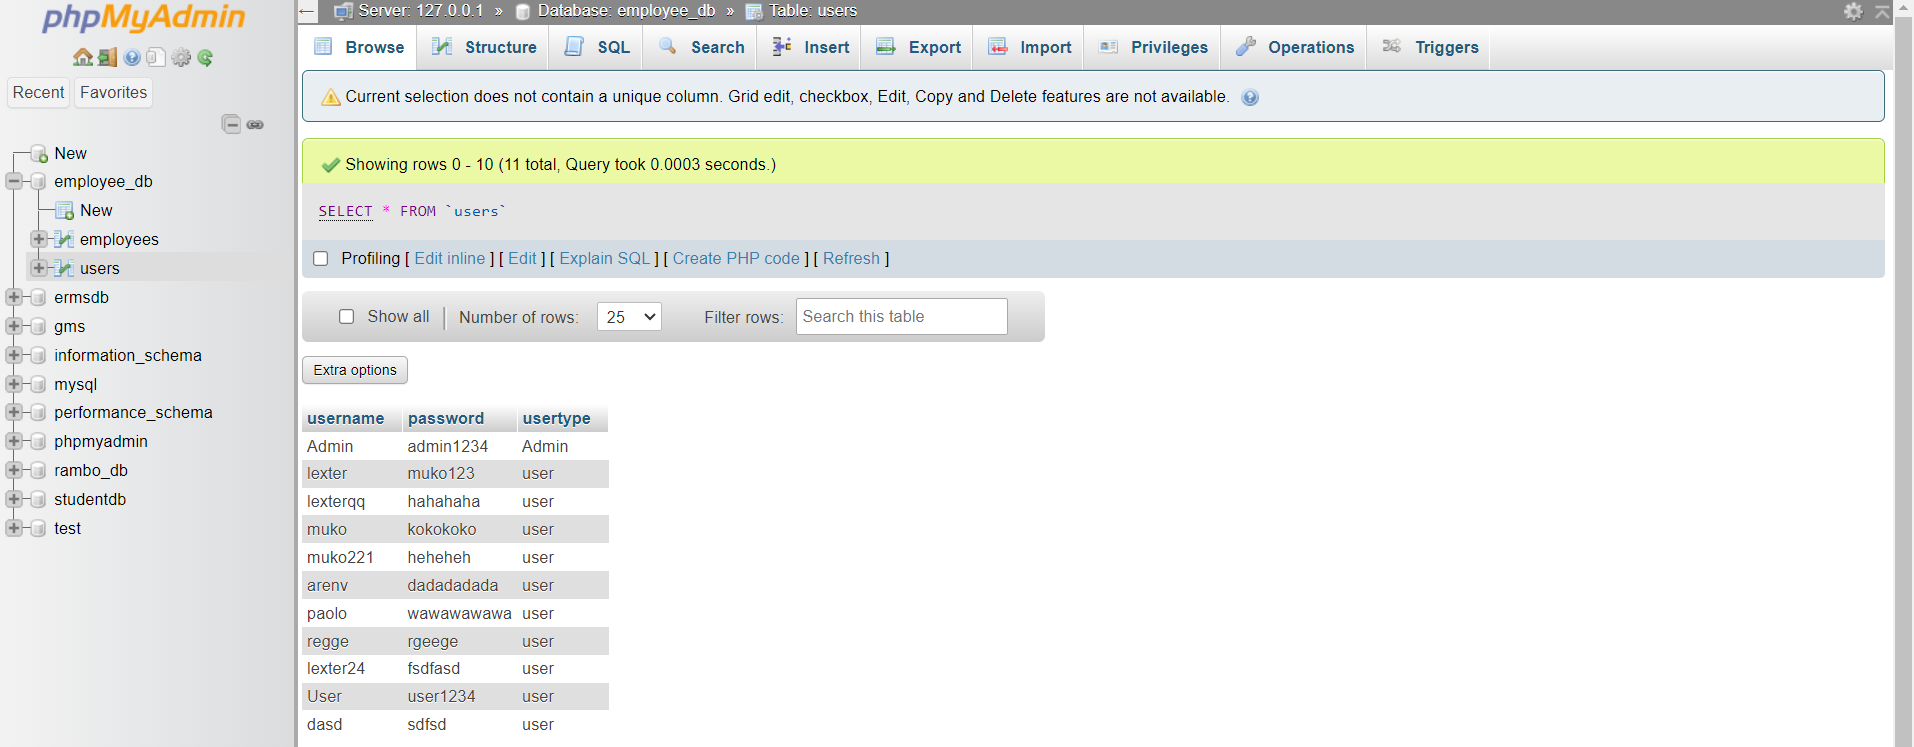 phpMyAdmin
Recent Favorites
New
employee_db
New
employees
users
ermsdb
gms
information_schema
mysql
performance_schema
phpmyadmin
rambo_db
studentdb
test
Server: 127.0.0.1 » Database: employee_db » Table: users
Browse Structure SQL Search Insert Export Import Privileges Operations Triggers
Current selection does not contain a unique column. Grid edit, checkbox, Edit, Copy and Delete features are not available.
Showing rows 0 - 10 (11 total, Query took 0.0003 seconds.)
SELECT * FROM `users`
Profiling [ Edit inline ] [ Edit ] [ Explain SQL ] [ Create PHP code ] [ Refresh ]
Show all | Number of rows: 25 Filter rows: Search this table
Extra options
username password usertype
Admin admin1234 Admin
lexter muko123 user
lexterqq hahahaha user
muko kokokoko user
muko221 heheheh user
arenv dadadadada user
paolo wawawawawa user
regge rgeege user
lexter24 fsdfasd user
User user1234 user
dasd sdfsd user